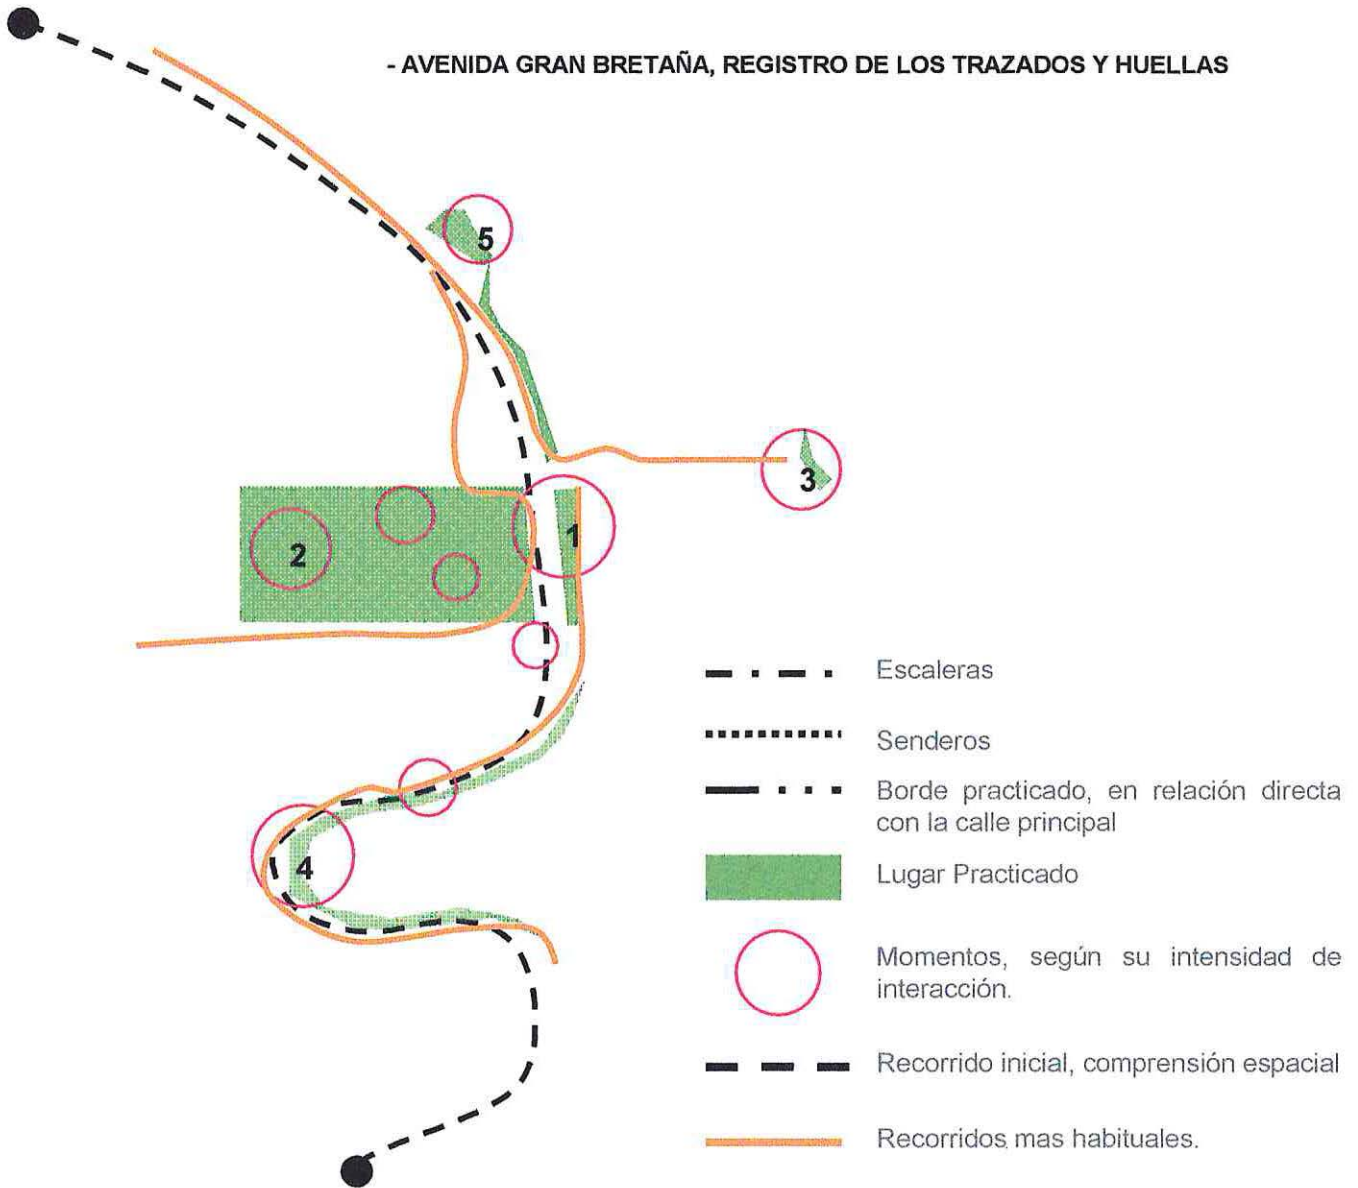 - AVENIDA GRAN BRETAÑA, REGISTRO DE LOS TRAZADOS Y HUELLAS
5
3
1
2
4
Escaleras
Senderos
Borde practicado, en relación directa
con la calle principal
Lugar Practicado
Momentos, según su intensidad de
interacción.
Recorrido inicial, comprensión espacial
Recorridos mas habituales.